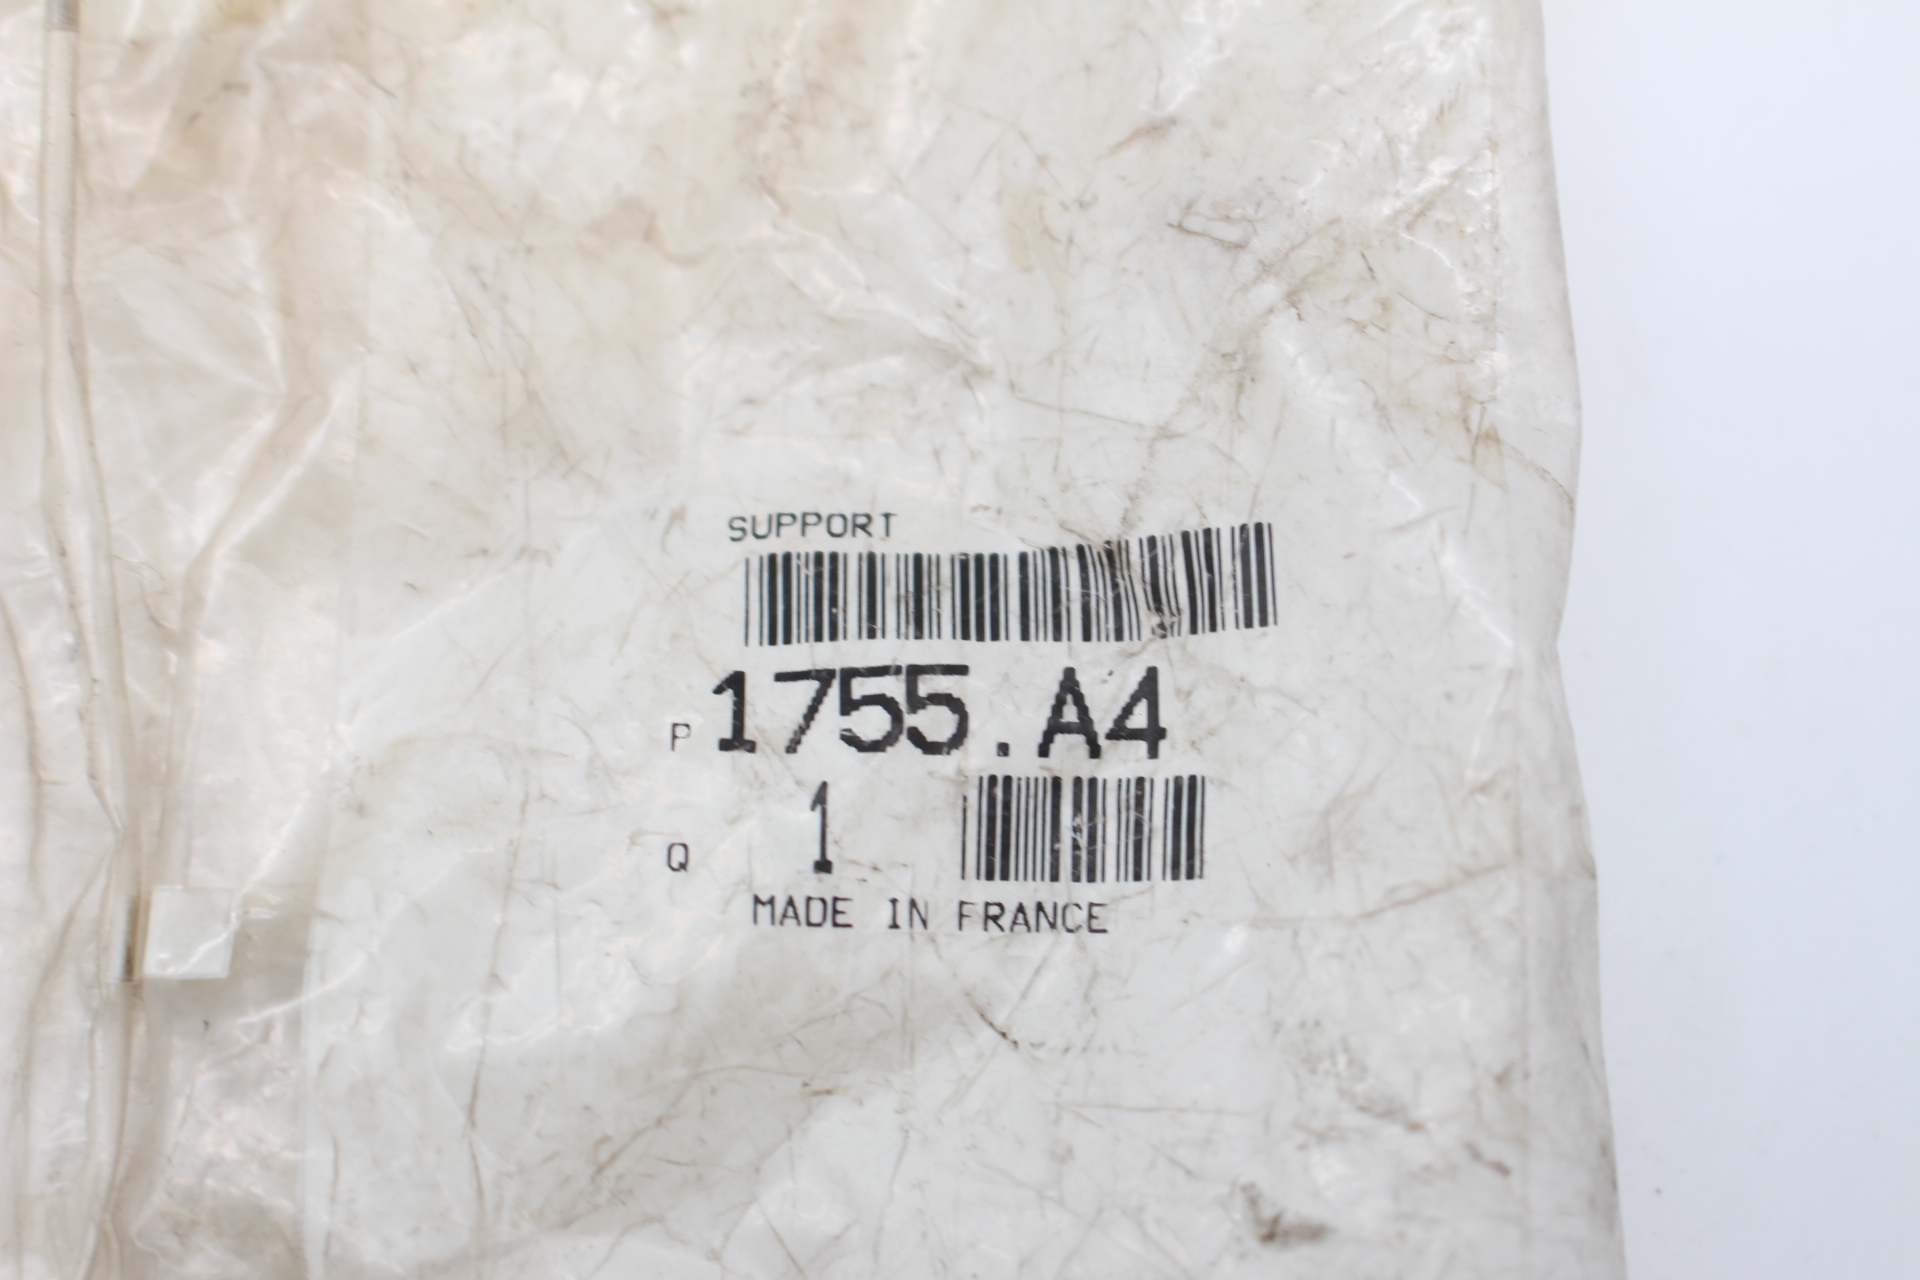 SUPPORT
P 1755.A4
Q 1
MADE IN FRANCE